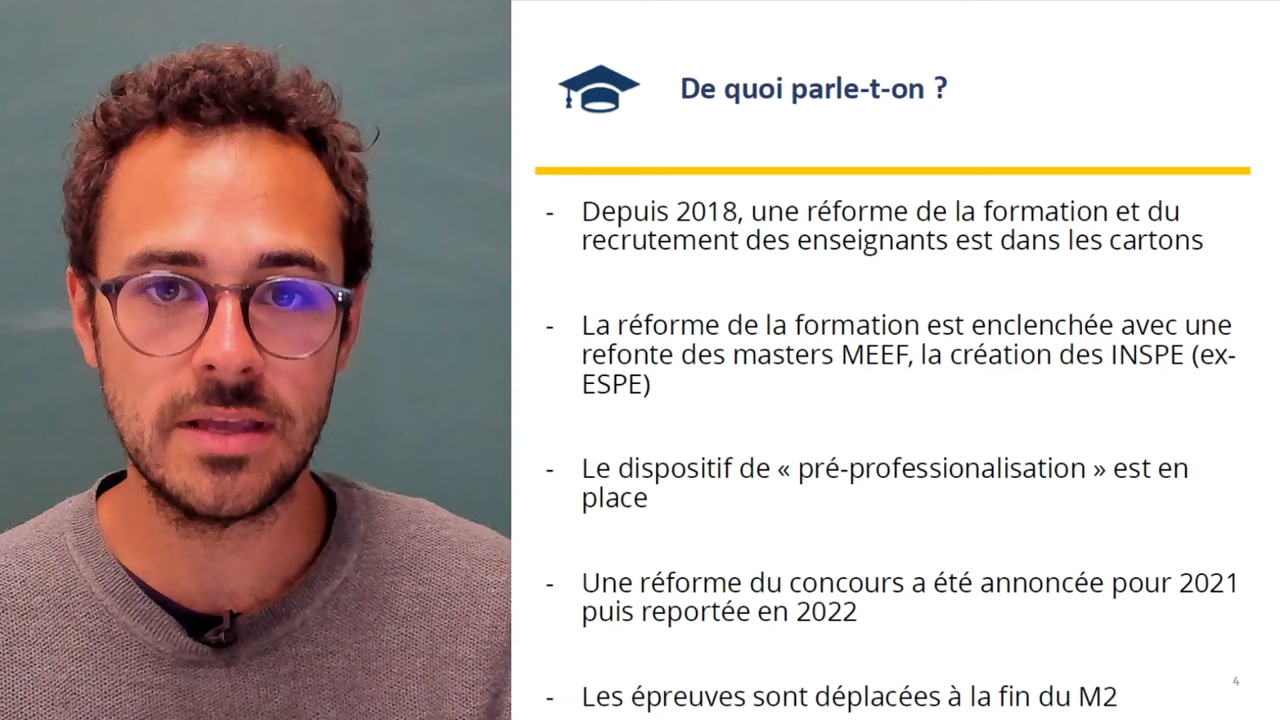 De quoi parle-t-on ?
- Depuis 2018, une réforme de la formation et du
recrutement des enseignants est dans les cartons
- La réforme de la formation est enclenchée avec une
refonte des masters MEEF, la création des INSPE (ex-
ESPE)
- Le dispositif de « pré-professionalisation » est en
place
- Une réforme du concours a été annoncée pour 2021
puis reportée en 2022
4
- Les épreuves sont déplacées à la fin du M2